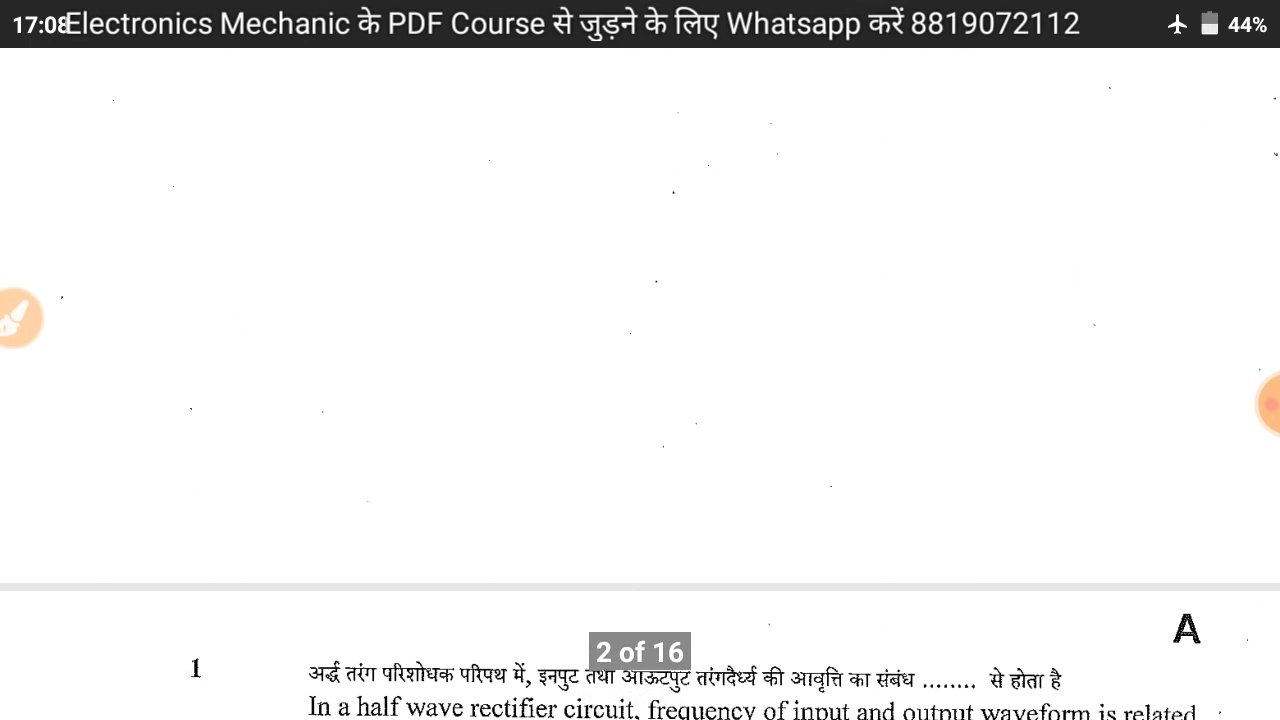 17:08
Electronics Mechanic के PDF Course से जुड़ने के लिए Whatsapp करें 8819072112
44%
A
2 of 16
1
अर्द्ध तरंग परिशोधक परिपथ में, इनपुट तथा आऊटपुट तरंगदैर्ध्य की आवृत्ति का संबंध ........ से होता है
In a half wave rectifier circuit, frequency of input and output waveform is related